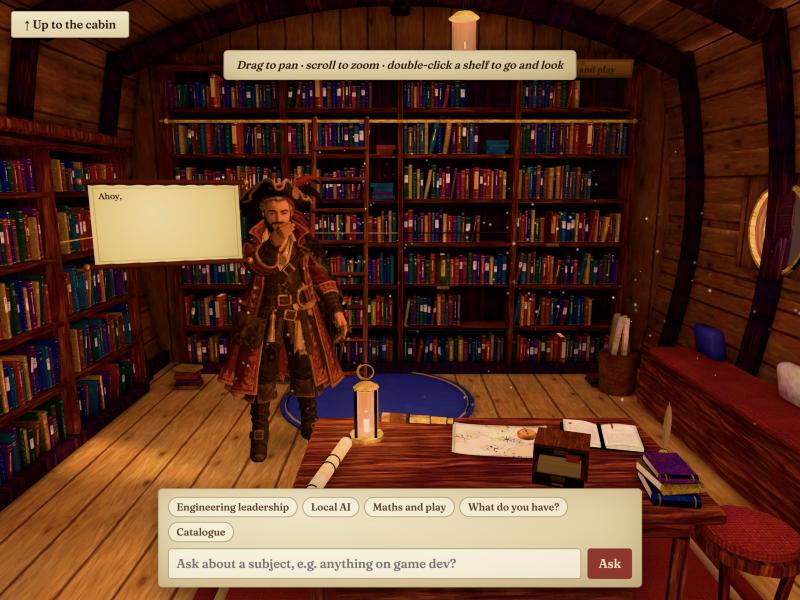 ↑ Up to the cabin
Drag to pan · scroll to zoom · double-click a shelf to go and look
and play
Ahoy,
Engineering leadership
Local AI
Maths and play
What do you have?
Catalogue
Ask about a subject, e.g. anything on game dev?
Ask